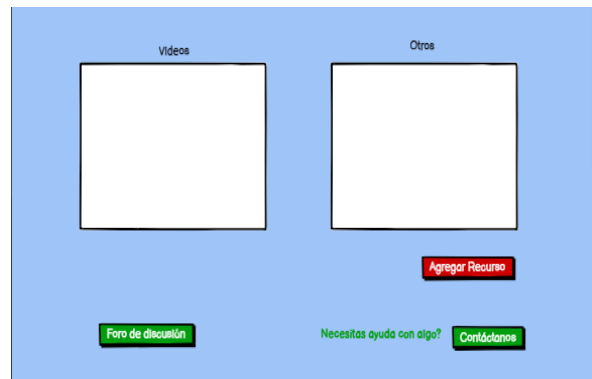 Videos
Otros
Agregar Recurso
Foro de discusión
Necesitas ayuda con algo?
Contáctanos